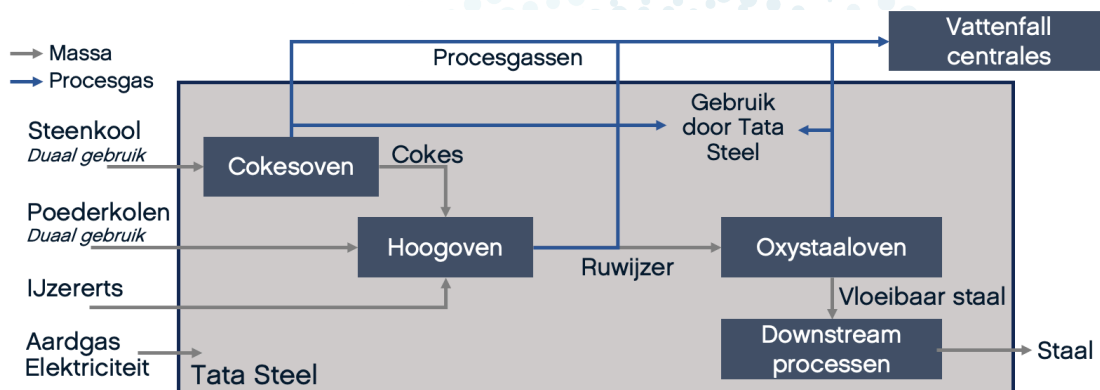 Vattenfall
centrales
Massa
Procesgassen
Procesgas
Gebruik
door Tata
Steel
Steenkool
Duaal gebruik
Cokesoven
Cokes
Poederkolen
Duaal gebruik
Hoogoven
Oxystaaloven
Ruwijzer
IJzererts
Vloeibaar staal
Aardgas
Elektriciteit
Downstream
processen
Staal
Tata Steel